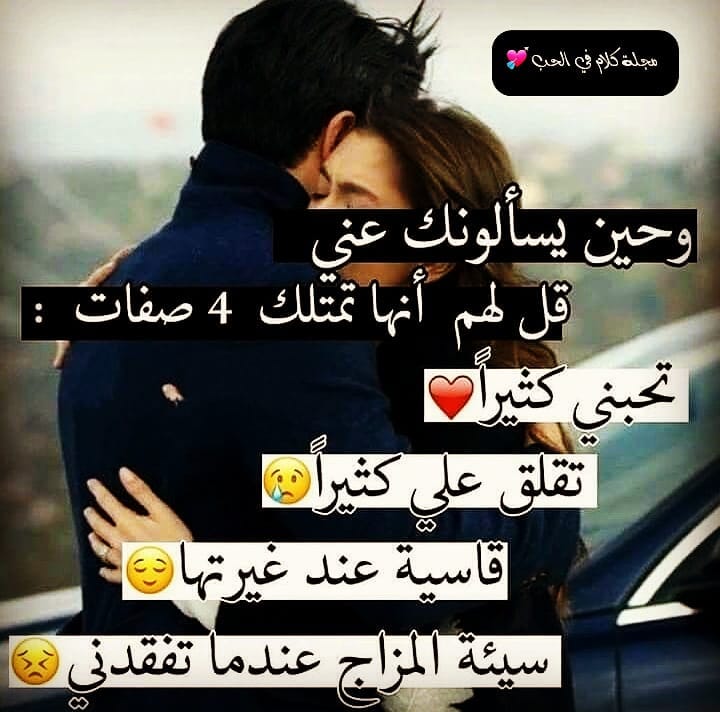 مجلة كلام في الحب 💘
وحين يسألونك عني
قل لهم أنها تمتلك 4 صفات :
تحبني كثيراً❤️
تقلق علي كثيراً😢
قاسية عند غيرتها😌
سيئة المزاج عندما تفقدني😣